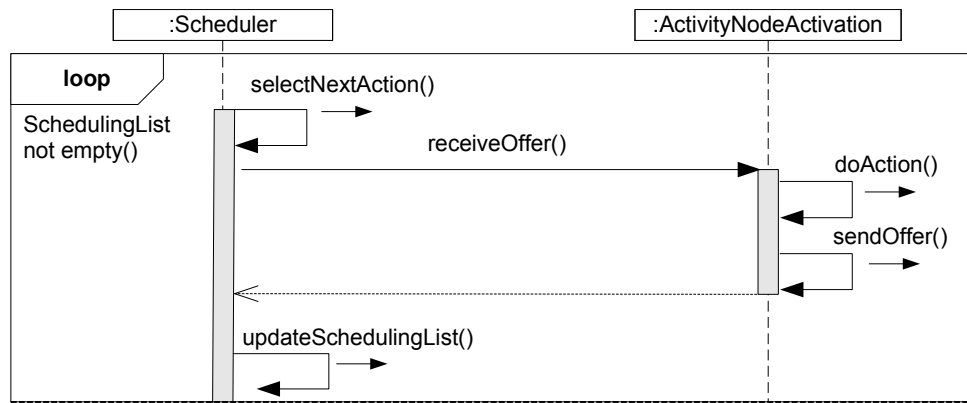 :Scheduler
:ActivityNodeActivation
loop
selectNextAction()
SchedulingList
not empty()
receiveOffer()
doAction()
sendOffer()
updateSchedulingList()